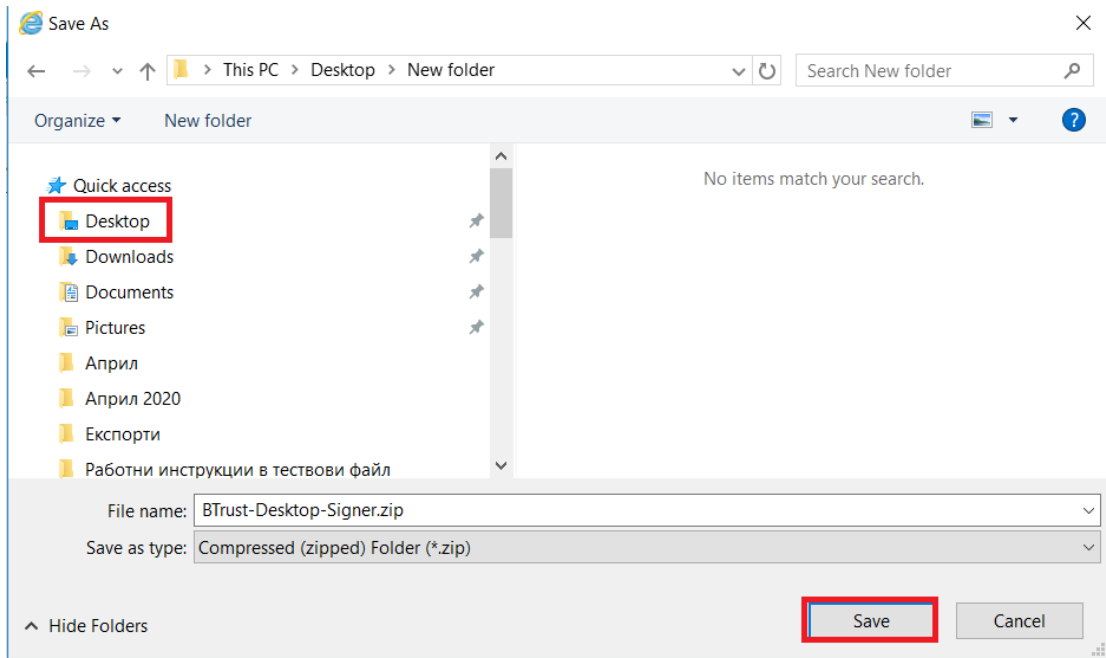 Save As
This PC > Desktop > New folder
Search New folder
Organize
New folder
?
Quick access
No items match your search.
Desktop
Downloads
Documents
Pictures
Април
Април 2020
Експорти
Работни инструкции в тествови файл
File name: BTrust-Desktop-Signer.zip
Save as type: Compressed (zipped) Folder (*.zip)
Hide Folders
Save
Cancel